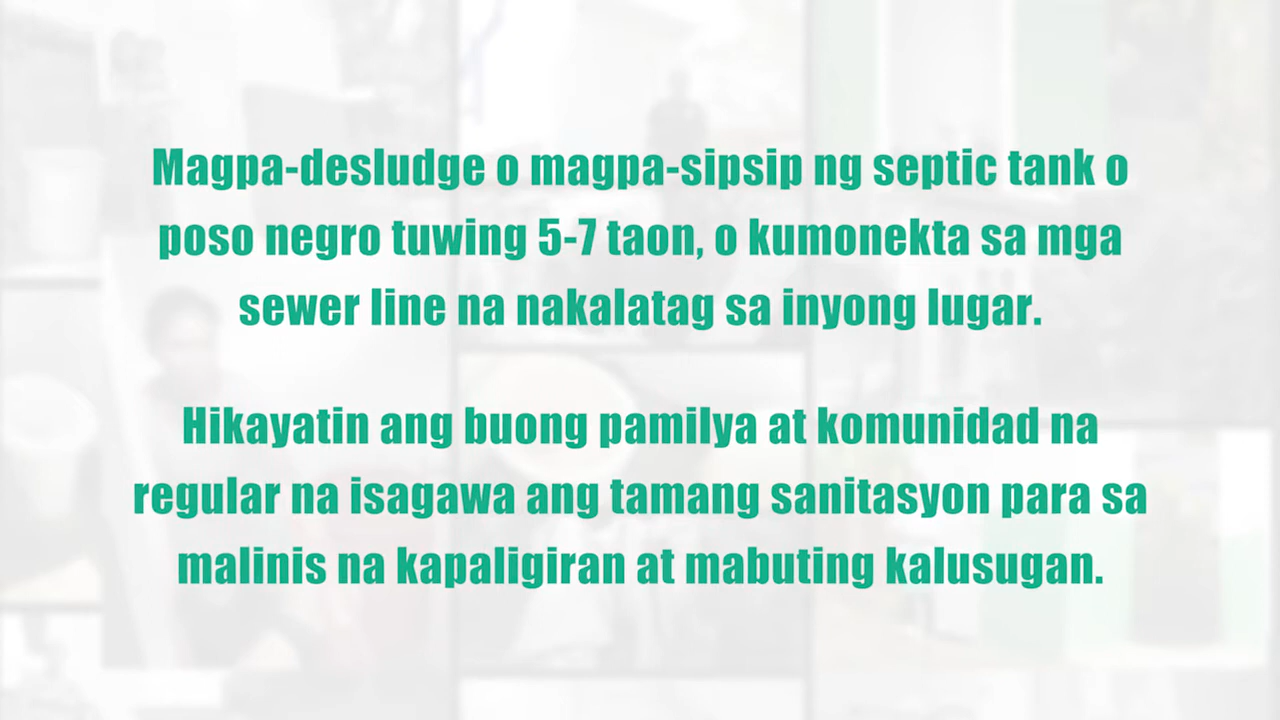 Magpa-desludge o magpa-sipsip ng septic tank o
poso negro tuwing 5-7 taon, o kumonekta sa mga
sewer line na nakalatag sa inyong lugar.
Hikayatin ang buong pamilya at komunidad na
regular na isagawa ang tamang sanitasyon para sa
malinis na kapaligiran at mabuting kalusugan.